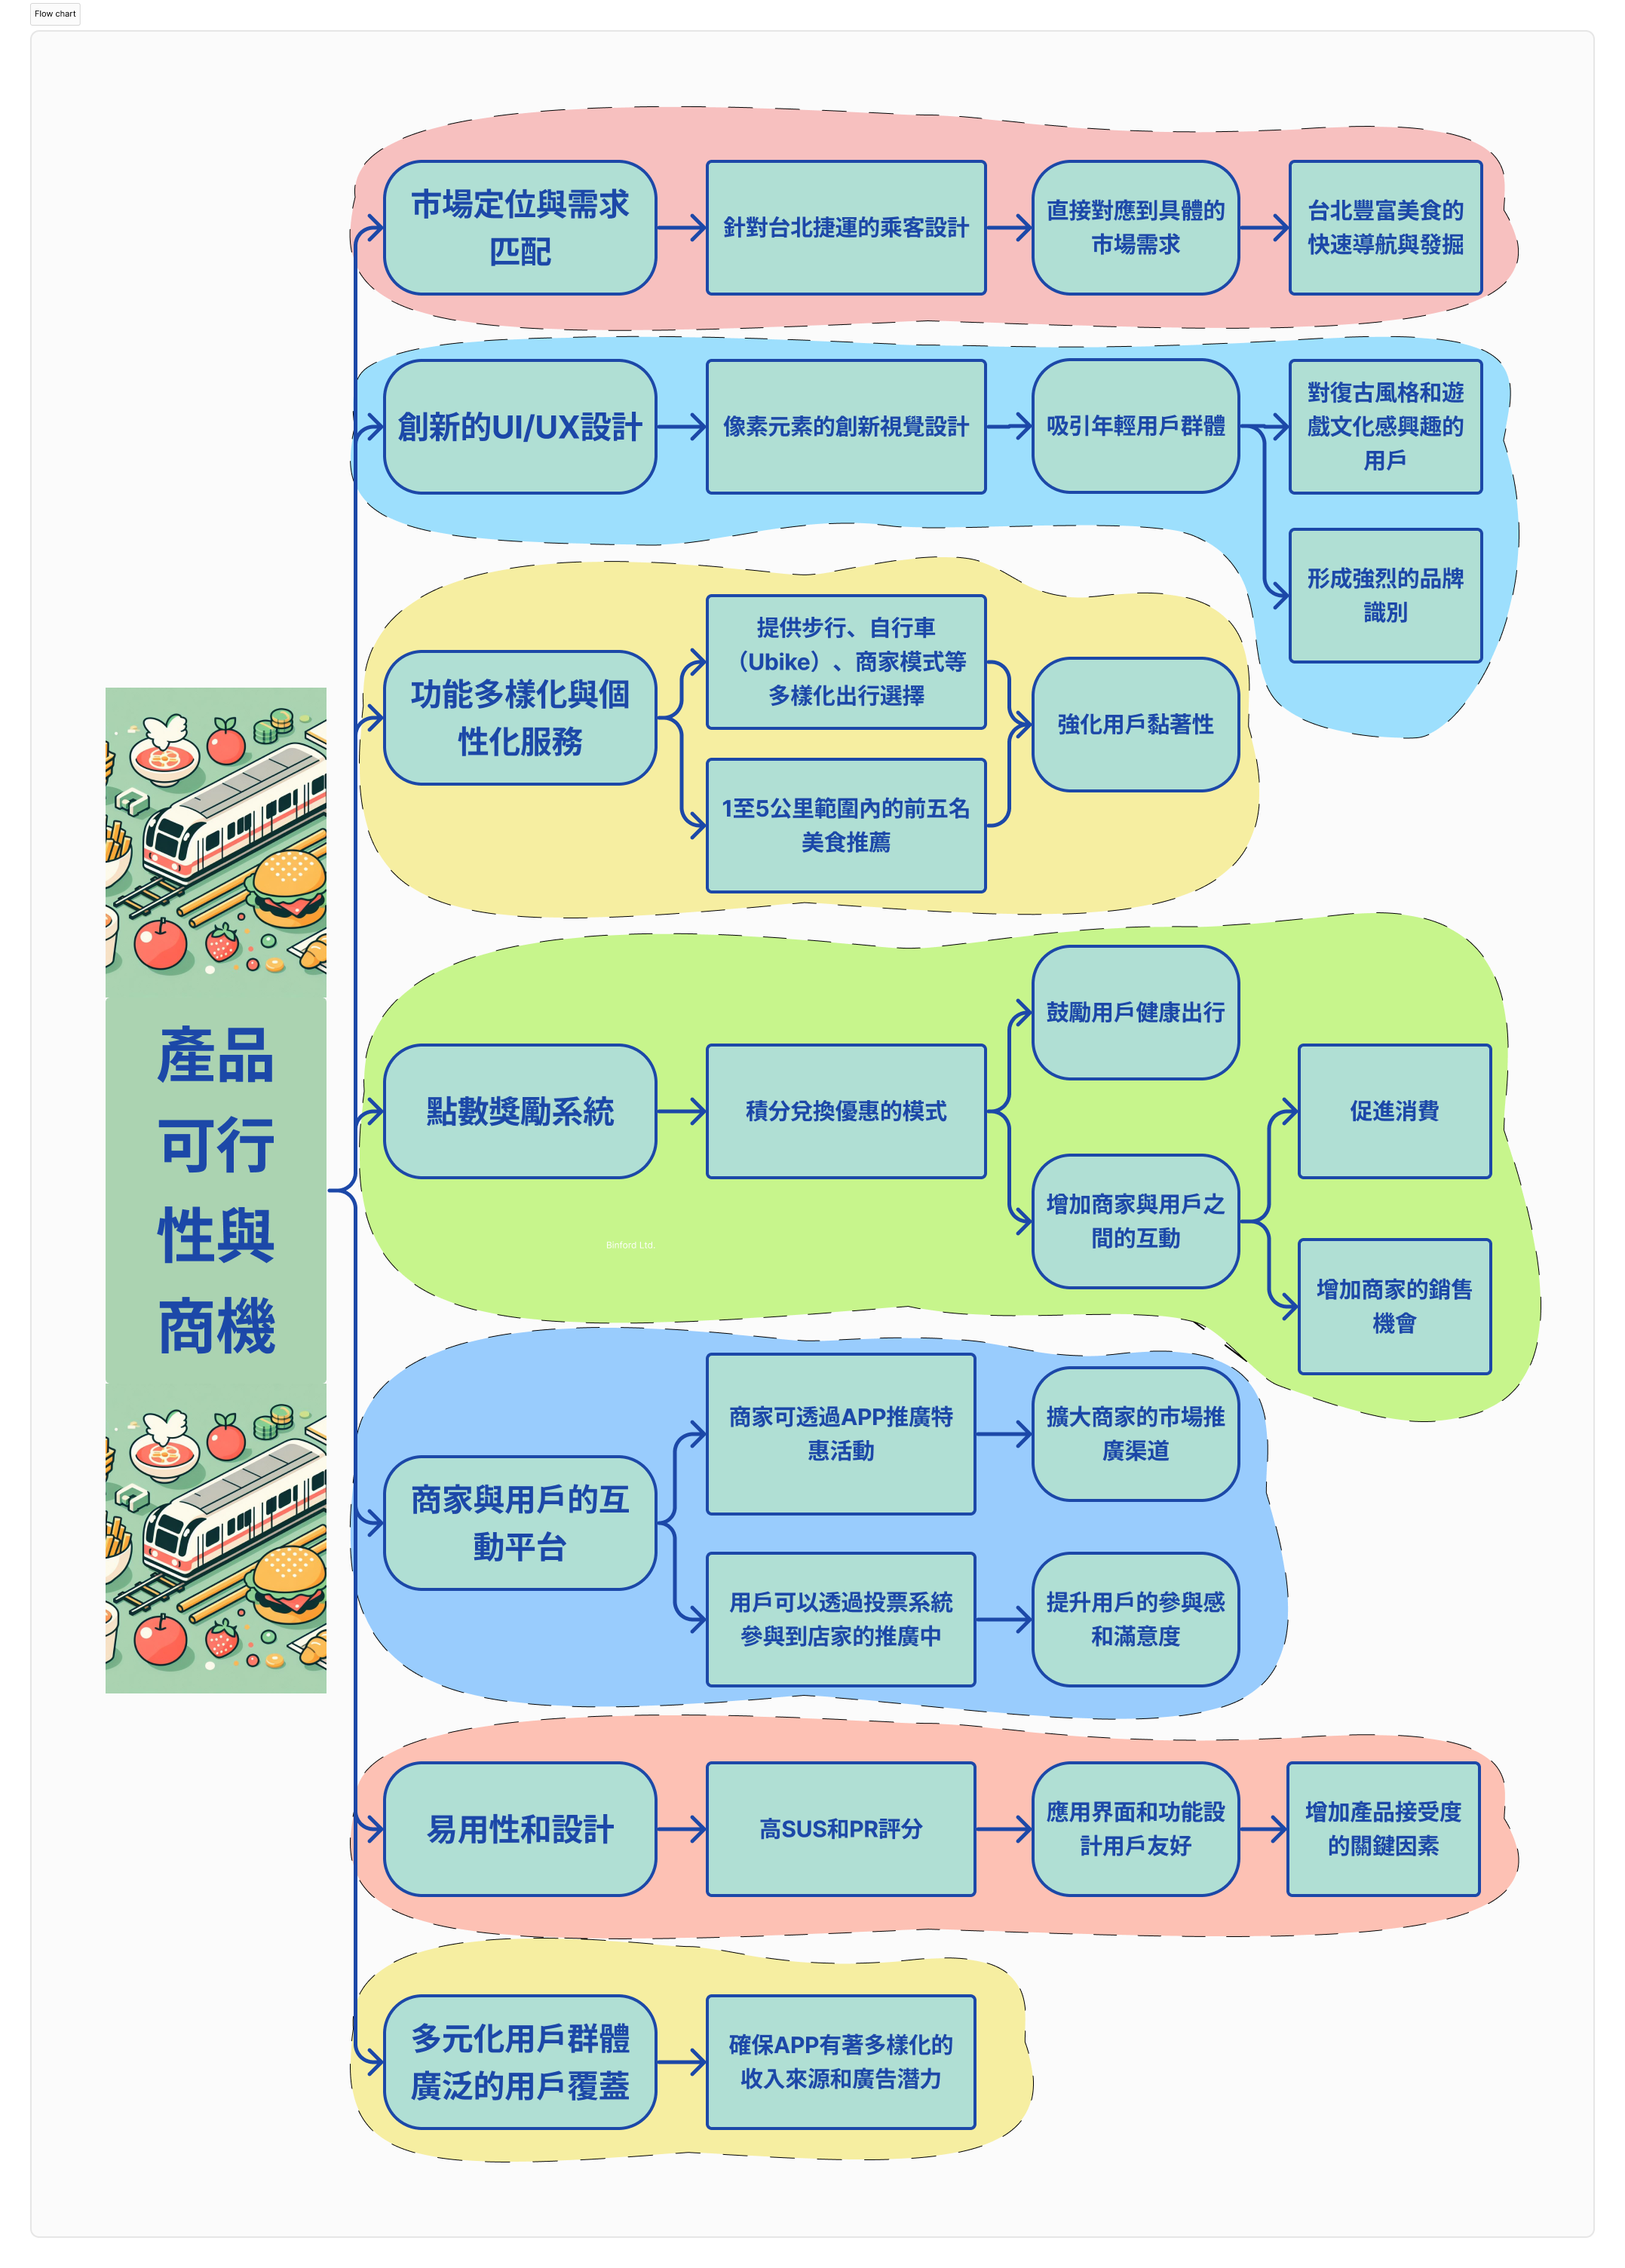 Flow chart
市場定位與需求
匹配
針對台北捷運的乘客設計
直接對應到具體的
市場需求
台北豐富美食的
快速導航與發掘
創新的UI/UX設計
像素元素的創新視覺設計
吸引年輕用戶群體
對復古風格和遊
戲文化感興趣的
用戶
形成強烈的品牌
識別
功能多樣化與個
性化服務
提供步行、自行車
（Ubike）、商家模式等
多樣化出行選擇
1至5公里範圍內的前五名
美食推薦
強化用戶黏著性
產品
可行
性與
商機
點數獎勵系統
積分兌換優惠的模式
鼓勵用戶健康出行
增加商家與用戶之
間的互動
促進消費
增加商家的銷售
機會
Binford Ltd.
商家與用戶的互
動平台
商家可透過APP推廣特
惠活動
擴大商家的市場推
廣渠道
用戶可以透過投票系統
參與到店家的推廣中
提升用戶的參與感
和滿意度
易用性和設計
高SUS和PR評分
應用界面和功能設
計用戶友好
增加產品接受度
的關鍵因素
多元化用戶群體
廣泛的用戶覆蓋
確保APP有著多樣化的
收入來源和廣告潛力